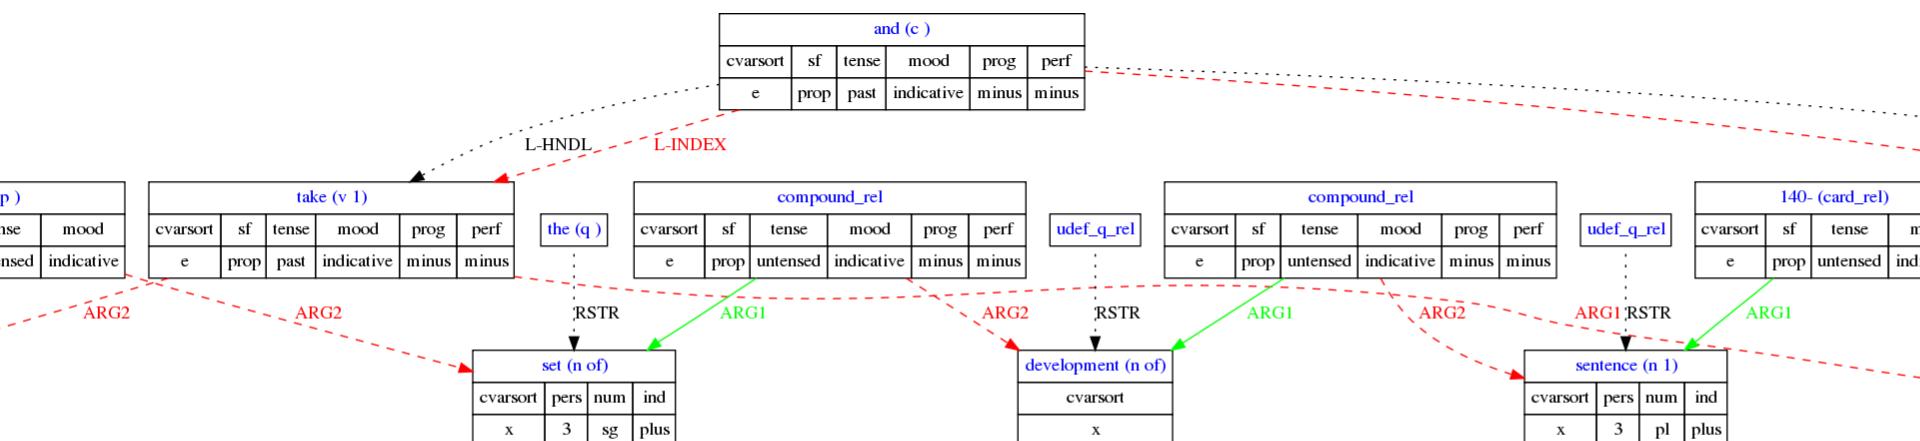 and (c )
cvarsort sf tense mood prog perf
e prop past indicative minus minus
L-HNDL L-INDEX
p ) take (v 1) compound_rel compound_rel 140- (card_rel)
nse mood cvarsort sf tense mood prog perf the (q ) cvarsort sf tense mood prog perf udef_q_rel cvarsort sf tense mood prog perf udef_q_rel cvarsort sf tense m
nsed indicative e prop past indicative minus minus e prop untensed indicative minus minus e prop untensed indicative minus minus e prop untensed indi
ARG2 ARG2 RSTR ARG1 ARG2 RSTR ARG1 ARG2 ARG1 RSTR ARG1
set (n of) development (n of) sentence (n 1)
cvarsort pers num ind cvarsort cvarsort pers num ind
x 3 sg plus x x 3 pl plus